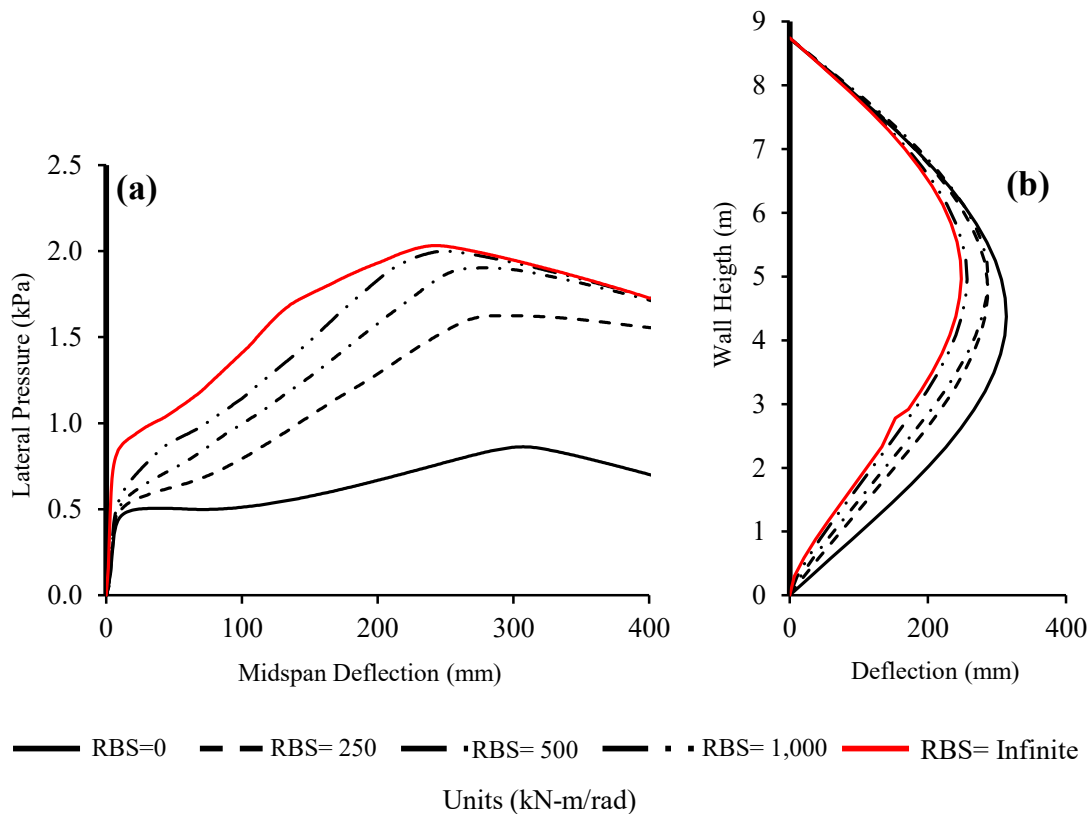 (a)
Lateral Pressure (kPa)
2.5
2.0
1.5
1.0
0.5
0.0
0 100 200 300 400
Midspan Deflection (mm)
(b)
Wall Heigth (m)
9
8
7
6
5
4
3
2
1
0
0 200 400
Deflection (mm)
RBS=0 RBS= 250 RBS= 500 RBS= 1,000 RBS= Infinite
Units (kN-m/rad)